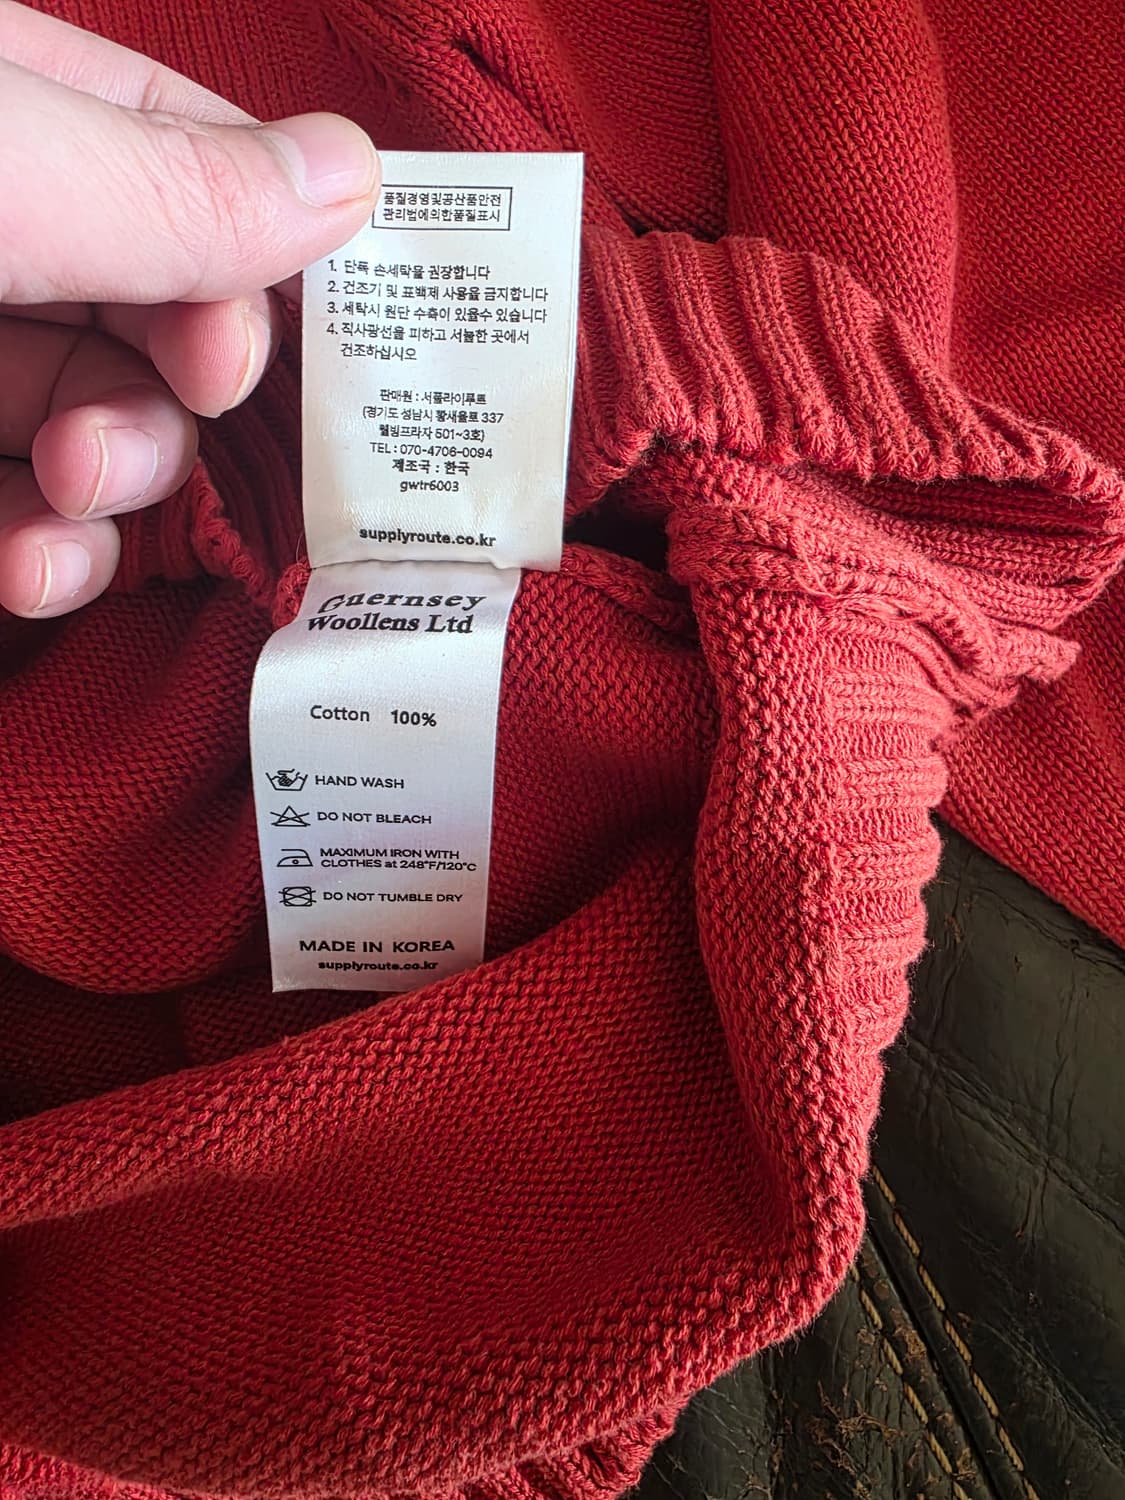 품질경영및공산품안전
관리법에의한품질표시
1. 단독 손세탁을 권장합니다
2. 건조기 및 표백제 사용을 금지합니다
3. 세탁시 원단 수축이 있을수 있습니다
4. 직사광선을 피하고 서늘한 곳에서
건조하십시오
판매원 : 서플라이루트
(경기도 성남시 황새울로 337
웰빙프라자 501~3호)
TEL : 070-4706-0094
제조국 : 한국
gwtr6003
supplyroute.co.kr
Guernsey
Woollens Ltd
Cotton 100%
HAND WASH
DO NOT BLEACH
MAXIMUM IRON WITH
CLOTHES at 248°F/120°C
DO NOT TUMBLE DRY
MADE IN KOREA
supplyroute.co.kr